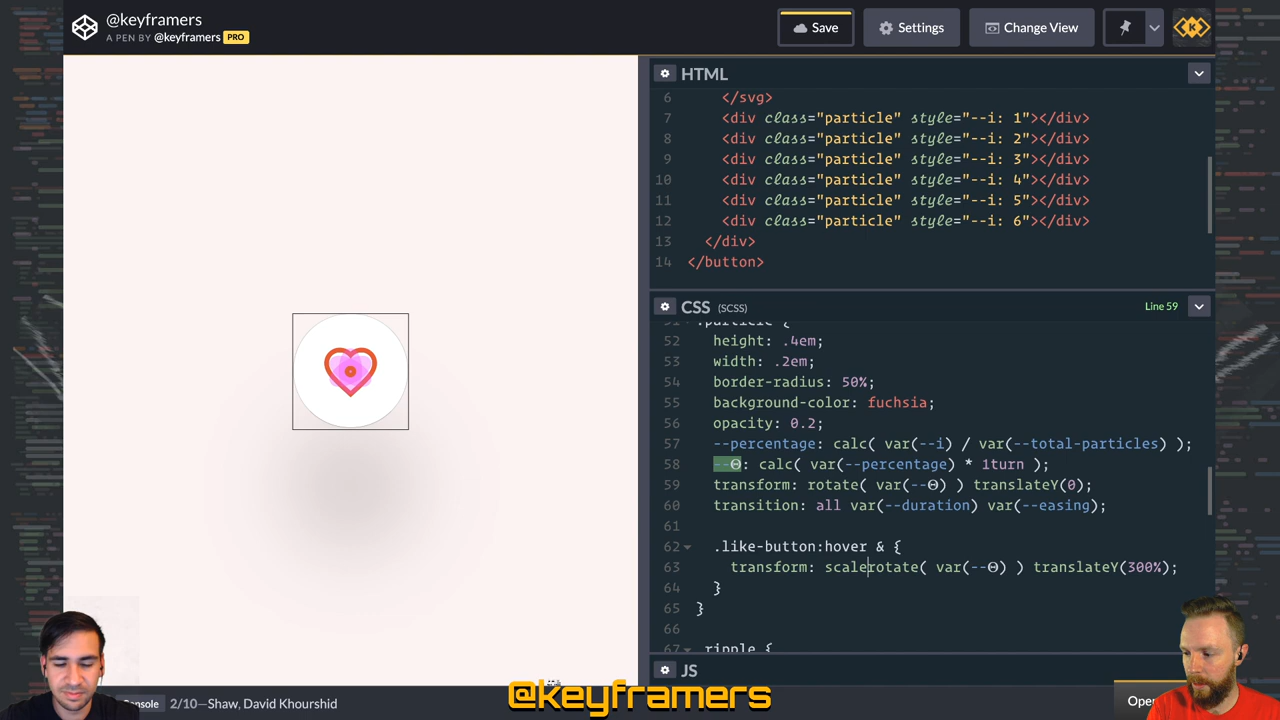 @keyframers
A PEN BY @keyframers PRO
Save
Settings
Change View
K
HTML
6 </svg>
7 <div class="particle" style="--i: 1"></div>
8 <div class="particle" style="--i: 2"></div>
9 <div class="particle" style="--i: 3"></div>
10 <div class="particle" style="--i: 4"></div>
11 <div class="particle" style="--i: 5"></div>
12 <div class="particle" style="--i: 6"></div>
13 </div>
14 </button>
CSS (SCSS)
Line 59
51 .particle {
52 height: .4em;
53 width: .2em;
54 border-radius: 50%;
55 background-color: fuchsia;
56 opacity: 0.2;
57 --percentage: calc( var(--i) / var(--total-particles) );
58 --Θ: calc( var(--percentage) * 1turn );
59 transform: rotate( var(--Θ) ) translateY(0);
60 transition: all var(--duration) var(--easing);
61
62 .like-button:hover & {
63 transform: scalerotate( var(--Θ) ) translateY(300%);
64 }
65 }
66
67 .ripple {
JS
Console
2/10—Shaw, David Khourshid
@keyframers
Open